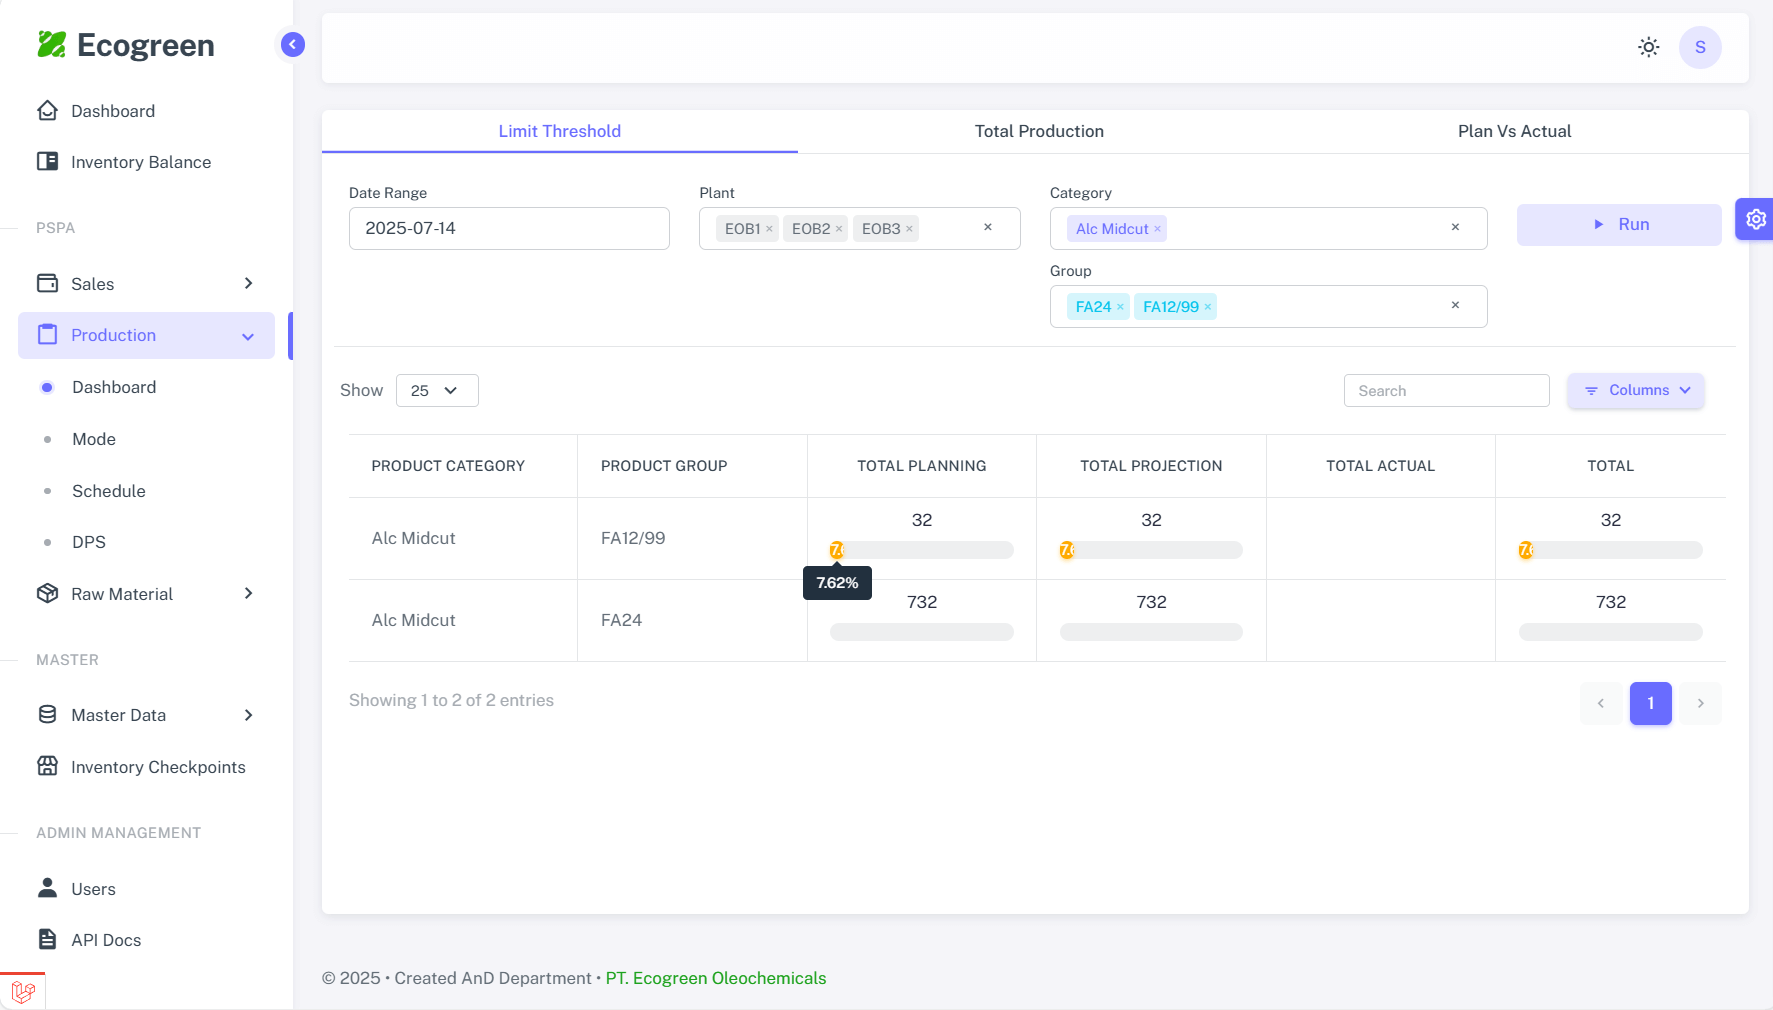 Ecogreen
S
Dashboard
Inventory Balance
PSPA
Sales
Production
Dashboard
Mode
Schedule
DPS
Raw Material
MASTER
Master Data
Inventory Checkpoints
ADMIN MANAGEMENT
Users
API Docs
Limit Threshold
Total Production
Plan Vs Actual
Date Range
2025-07-14
Plant
EOB1 × EOB2 × EOB3 × ×
Category
Alc Midcut × ×
Group
FA24 × FA12/99 × ×
Run
Show 25
Search
Columns
PRODUCT CATEGORY PRODUCT GROUP TOTAL PLANNING TOTAL PROJECTION TOTAL ACTUAL TOTAL
Alc Midcut FA12/99 32 32 32
7.62%
Alc Midcut FA24 732 732 732
Showing 1 to 2 of 2 entries
‹ 1 ›
© 2025 • Created AnD Department • PT. Ecogreen Oleochemicals